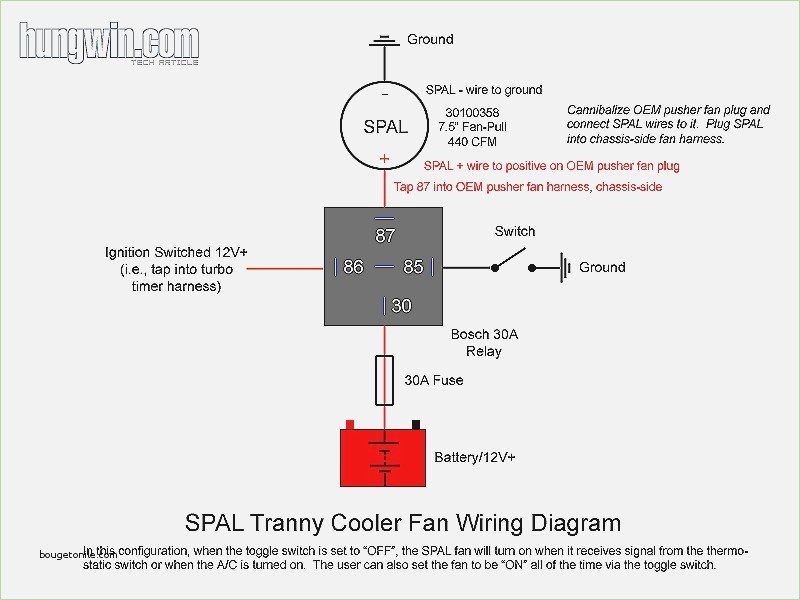 hungwin.com
TECH ARTICLE
Ground
-
SPAL - wire to ground
SPAL
30100358
7.5" Fan-Pull
440 CFM
Cannibalize OEM pusher fan plug and
connect SPAL wires to it. Plug SPAL
into chassis-side fan harness.
+
SPAL + wire to positive on OEM pusher fan plug
Tap 87 into OEM pusher fan harness, chassis-side
87
Ignition Switched 12V+
(i.e., tap into turbo
timer harness)
86
85
30
Switch
Ground
Bosch 30A
Relay
30A Fuse
Battery/12V+
SPAL Tranny Cooler Fan Wiring Diagram
In this configuration, when the toggle switch is set to "OFF", the SPAL fan will turn on when it receives signal from the thermo-
static switch or when the A/C is turned on. The user can also set the fan to be "ON" all of the time via the toggle switch.
bougetonile.com